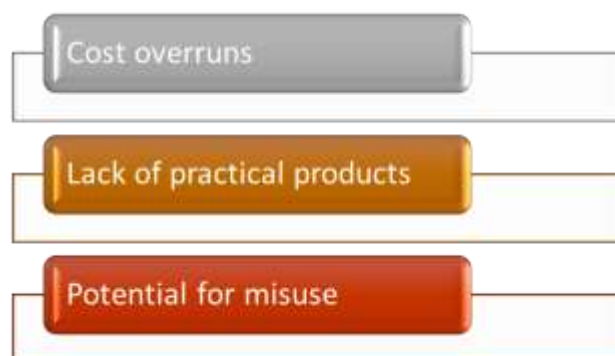 Cost overruns
Lack of practical products
Potential for misuse